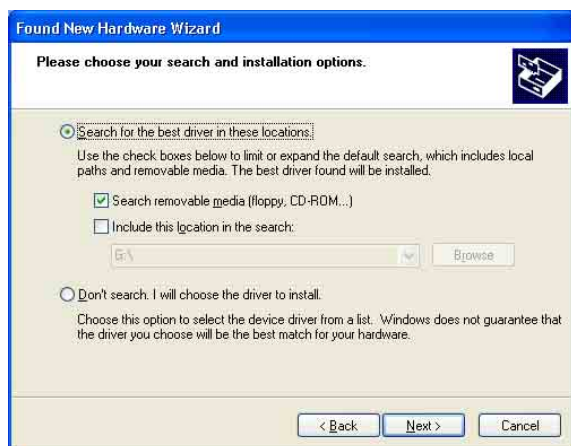 Found New Hardware Wizard
Please choose your search and installation options.
Search for the best driver in these locations.
Use the check boxes below to limit or expand the default search, which includes local
paths and removable media. The best driver found will be installed.
Search removable media (floppy, CD-ROM...)
Include this location in the search:
G:\
Browse
Don't search. I will choose the driver to install.
Choose this option to select the device driver from a list. Windows does not guarantee that
the driver you choose will be the best match for your hardware.
< Back
Next >
Cancel